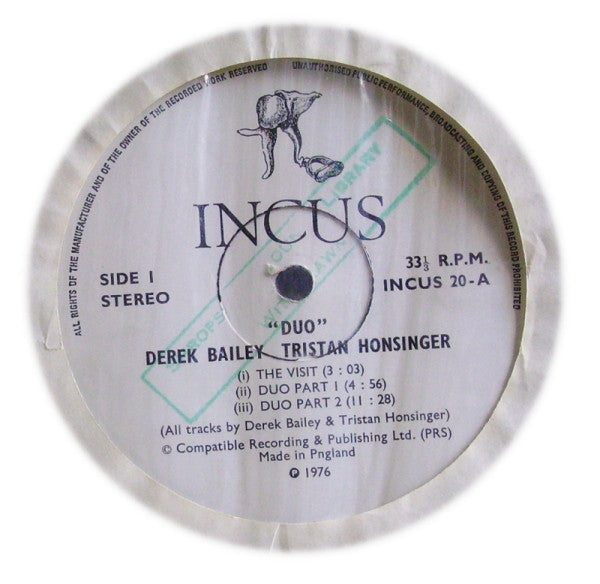 ALL RIGHTS OF THE MANUFACTURER AND OF THE OWNER OF THE RECORDED WORK RESERVED
UNAUTHORISED PUBLIC PERFORMANCE, BROADCASTING AND COPYING OF THIS RECORD PROHIBITED
LIBRARY
INCUS
SIDE 1
STEREO
33⅓ R.P.M.
INCUS 20-A
"DUO"
DEREK BAILEY TRISTAN HONSINGER
(i) THE VISIT (3 : 03)
(ii) DUO PART 1 (4 : 56)
(iii) DUO PART 2 (11 : 28)
(All tracks by Derek Bailey & Tristan Honsinger)
© Compatible Recording & Publishing Ltd. (PRS)
Made in Pngland
℗ 1976